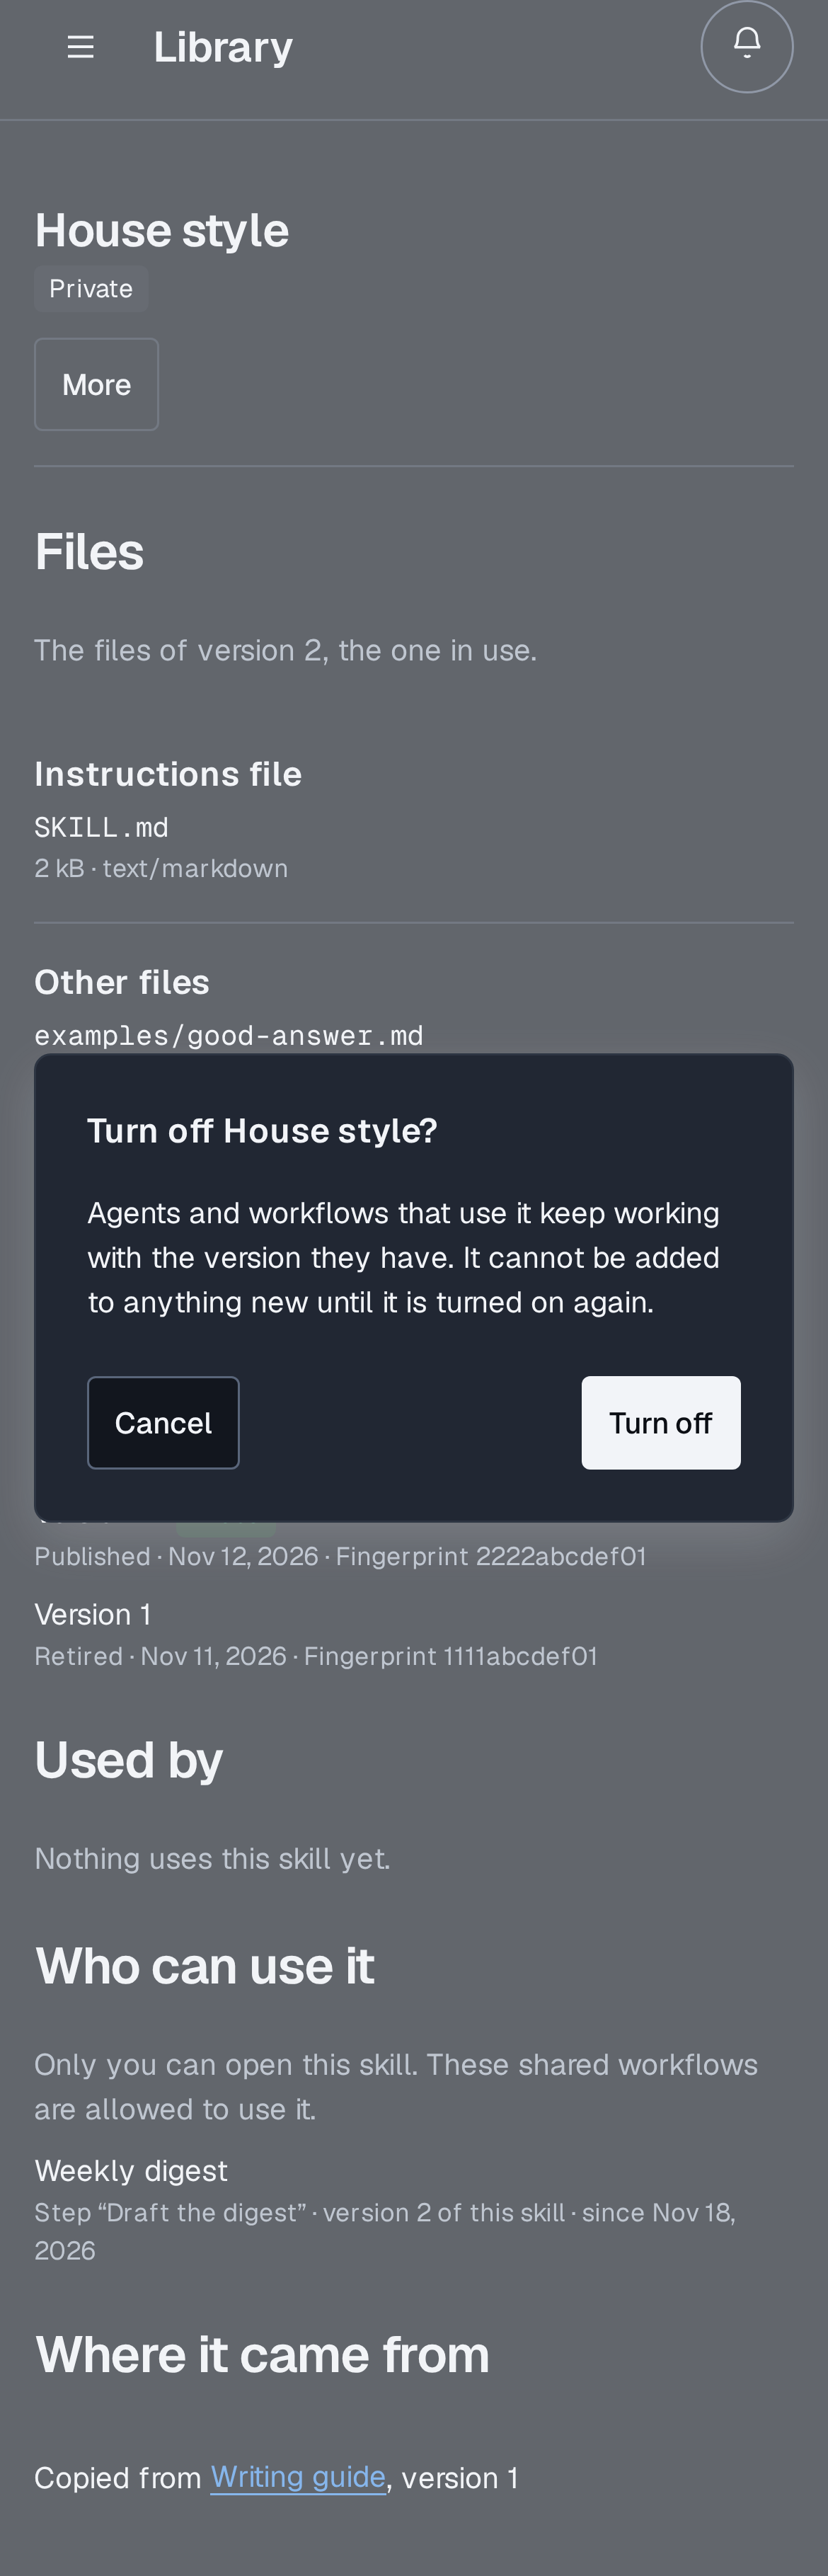 Library
House style
Private
More
Files
The files of version 2, the one in use.
Instructions file
SKILL.md
2 kB · text/markdown
Other files
examples/good-answer.md
Turn off House style?
Agents and workflows that use it keep working
with the version they have. It cannot be added
to anything new until it is turned on again.
Cancel
Turn off
Published · Nov 12, 2026 · Fingerprint 2222abcdef01
Version 1
Retired · Nov 11, 2026 · Fingerprint 1111abcdef01
Used by
Nothing uses this skill yet.
Who can use it
Only you can open this skill. These shared workflows
are allowed to use it.
Weekly digest
Step “Draft the digest” · version 2 of this skill · since Nov 18,
2026
Where it came from
Copied from Writing guide, version 1